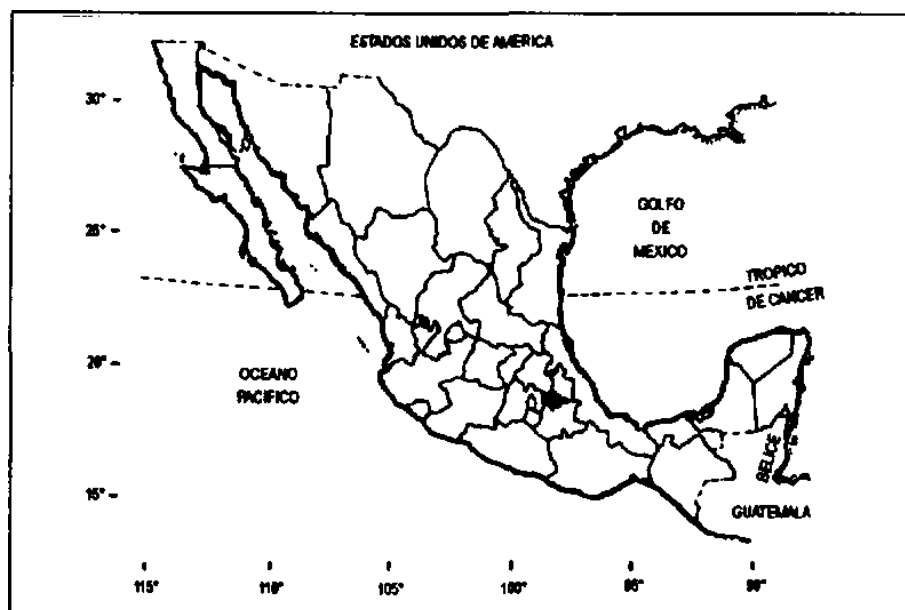 ESTADOS UNIDOS DE AMERICA
30°
GOLFO
DE
MEXICO
25°
TROPICO
DE CANCER
20°
OCEANO
PACIFICO
BELICE
15°
GUATEMALA
115° 110° 105° 100° 95° 90°